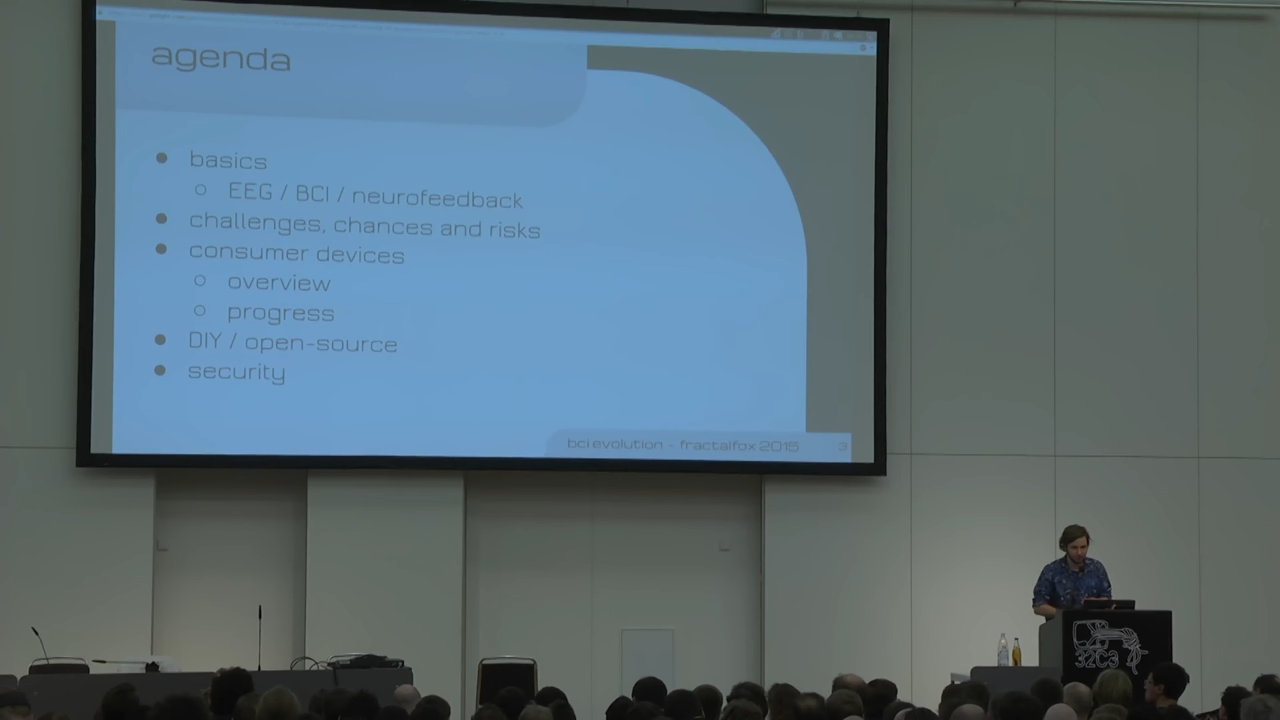 agenda
basics
EEG / BCI / neurofeedback
challenges, chances and risks
consumer devices
overview
progress
DIY / open-source
security
bci evolution - fractalfox 2015
3
32C3